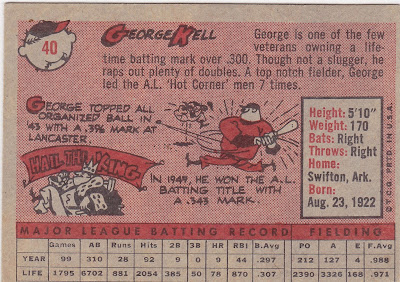 40
GEORGE KELL
George is one of the few
veterans owning a life-
time batting mark over .300. Though not a slugger, he
raps out plenty of doubles. A top notch fielder, George
led the A.L. 'Hot Corner' men 7 times.
GEORGE TOPPED ALL
ORGANIZED BALL IN
'43 WITH A .396 MARK AT
LANCASTER.
HAIL THE KING
IN 1949, HE WON THE A.L.
BATTING TITLE WITH A
.343 MARK.
Height: 5'10"
Weight: 170
Bats: Right
Throws: Right
Home:
Swifton, Ark.
Born:
Aug. 23, 1922
© T.C.G. PRTD. IN U.S.A.
MAJOR LEAGUE BATTING RECORD FIELDING
Games AB Runs Hits 2B 3B HR RBI B.Avg PO A E F.Avg
YEAR 99 310 28 92 9 0 9 44 .297 212 127 4 .988
LIFE 1795 6702 881 2054 385 50 78 870 .307 2390 3326 168 .971